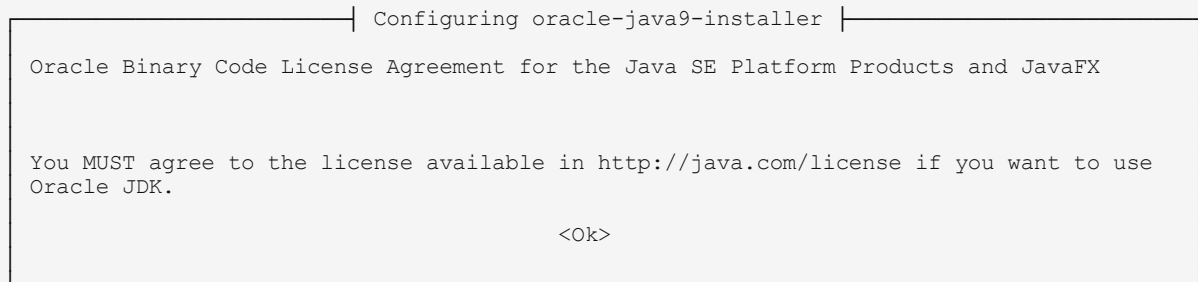 Configuring oracle-java9-installer
Oracle Binary Code License Agreement for the Java SE Platform Products and JavaFX
You MUST agree to the license available in http://java.com/license if you want to use
Oracle JDK.
<Ok>